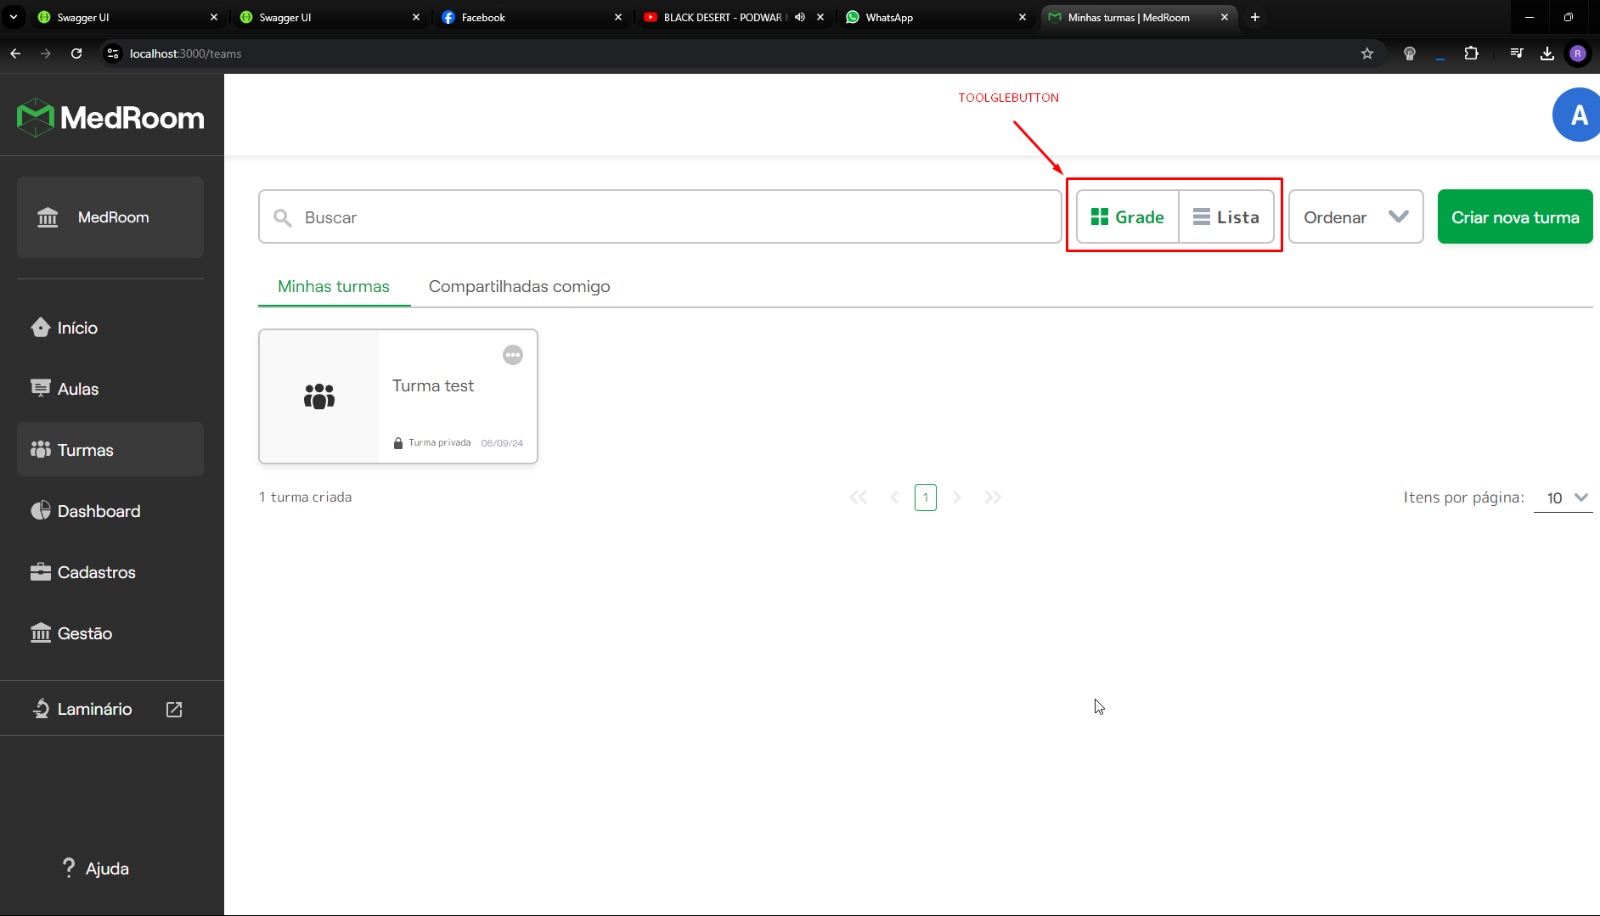 Swagger UI
Swagger UI
Facebook
BLACK DESERT - PODWAR
WhatsApp
Minhas turmas | MedRoom
localhost:3000/teams
R
MedRoom
TOOLGLEBUTTON
A
MedRoom
Buscar
Grade
Lista
Ordenar
Criar nova turma
Minhas turmas
Compartilhadas comigo
Início
Aulas
Turmas
Dashboard
Cadastros
Gestão
Laminário
Ajuda
Turma test
Turma privada 06/09/24
1 turma criada
1
Itens por página: 10